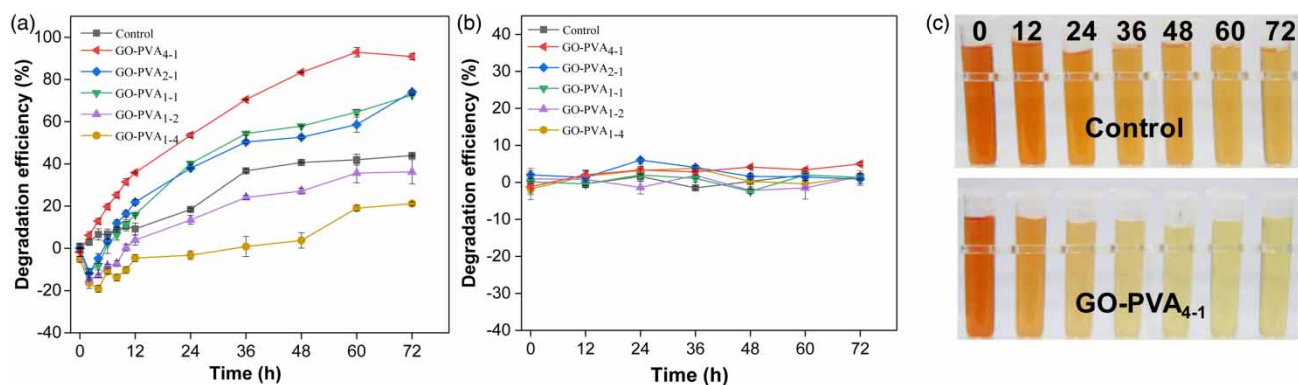 (a)
Degradation efficiency (%)
100
80
60
40
20
0
-20
-40
Control
GO-PVA4-1
GO-PVA2-1
GO-PVA1-1
GO-PVA1-2
GO-PVA1-4
0 12 24 36 48 60 72
Time (h)
(b)
Degradation efficiency (%)
40
30
20
10
0
-10
-20
-30
-40
Control
GO-PVA4-1
GO-PVA2-1
GO-PVA1-1
GO-PVA1-2
GO-PVA1-4
0 12 24 36 48 60 72
Time (h)
(c)
0 12 24 36 48 60 72
Control
GO-PVA4-1